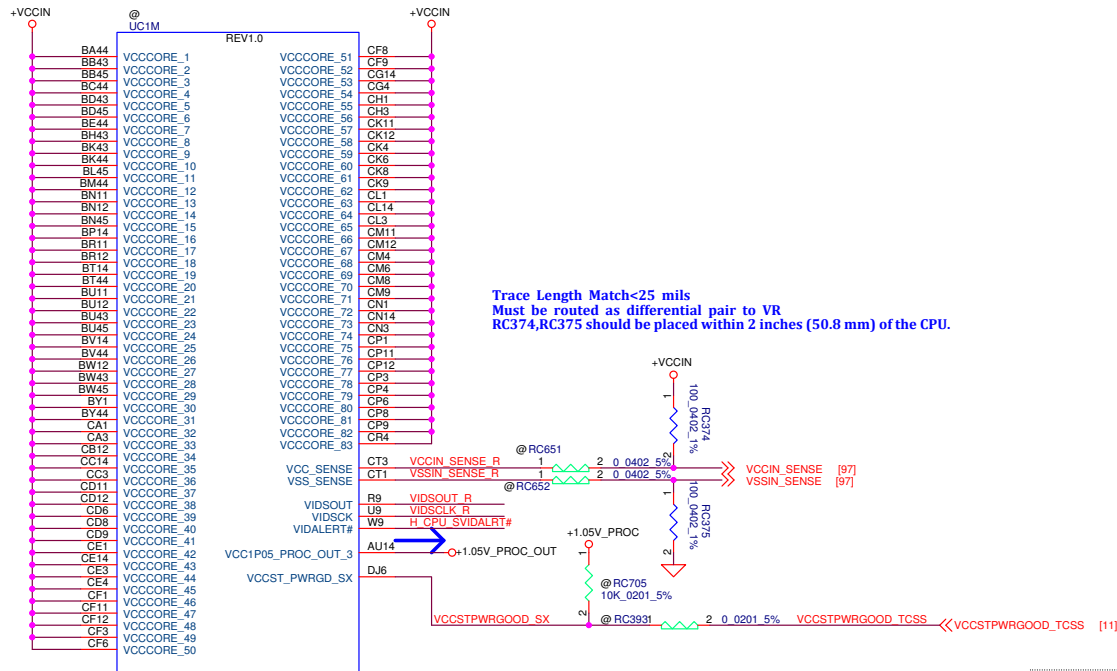 +VCCIN
@
UC1M
+VCCIN
REV1.0
BA44 VCCCORE_1 VCCCORE_51 CF8
BB43 VCCCORE_2 VCCCORE_52 CF9
BB45 VCCCORE_3 VCCCORE_53 CG14
BC44 VCCCORE_4 VCCCORE_54 CG4
BD43 VCCCORE_5 VCCCORE_55 CH1
BD45 VCCCORE_6 VCCCORE_56 CH3
BE44 VCCCORE_7 VCCCORE_57 CK11
BH43 VCCCORE_8 VCCCORE_58 CK12
BK43 VCCCORE_9 VCCCORE_59 CK4
BK44 VCCCORE_10 VCCCORE_60 CK6
BL45 VCCCORE_11 VCCCORE_61 CK8
BM44 VCCCORE_12 VCCCORE_62 CK9
BN11 VCCCORE_13 VCCCORE_63 CL1
BN12 VCCCORE_14 VCCCORE_64 CL14
BN45 VCCCORE_15 VCCCORE_65 CL3
BP14 VCCCORE_16 VCCCORE_66 CM11
BR11 VCCCORE_17 VCCCORE_67 CM12
BR12 VCCCORE_18 VCCCORE_68 CM4
BT14 VCCCORE_19 VCCCORE_69 CM6
BT44 VCCCORE_20 VCCCORE_70 CM8
BU11 VCCCORE_21 VCCCORE_71 CM9
BU12 VCCCORE_22 VCCCORE_72 CN1
BU43 VCCCORE_23 VCCCORE_73 CN14
BU45 VCCCORE_24 VCCCORE_74 CN3
BV14 VCCCORE_25 VCCCORE_75 CP1
BV44 VCCCORE_26 VCCCORE_76 CP11
BW12 VCCCORE_27 VCCCORE_77 CP12
BW43 VCCCORE_28 VCCCORE_78 CP3
BW45 VCCCORE_29 VCCCORE_79 CP4
BY1 VCCCORE_30 VCCCORE_80 CP6
BY44 VCCCORE_31 VCCCORE_81 CP8
CA1 VCCCORE_32 VCCCORE_82 CP9
CA3 VCCCORE_33 VCCCORE_83 CR4
CB12 VCCCORE_34
CC14 VCCCORE_35
CC3 VCCCORE_36
CD11 VCCCORE_37
CD12 VCCCORE_38
CD6 VCCCORE_39
CD8 VCCCORE_40
CD9 VCCCORE_41
CE1 VCCCORE_42
CE14 VCCCORE_43
CE3 VCCCORE_44
CE4 VCCCORE_45
CF1 VCCCORE_46
CF11 VCCCORE_47
CF12 VCCCORE_48
CF3 VCCCORE_49
CF6 VCCCORE_50
Trace Length Match<25 mils
Must be routed as differential pair to VR
RC374,RC375 should be placed within 2 inches (50.8 mm) of the CPU.
+VCCIN
1
RC374
100_0402_1%
2
@ RC651
VCC_SENSE CT3 VCCIN_SENSE_R 1 2 0_0402_5% VCCIN_SENSE [97]
VSS_SENSE CT1 VSSIN_SENSE_R 1 2 0_0402_5% VSSIN_SENSE [97]
@ RC652
1
RC375
100_0402_1%
2
VIDSOUT R9 VIDSOUT_R
VIDSCK U9 VIDSCLK_R
VIDALERT# W9 H_CPU_SVIDALRT#
VCC1P05_PROC_OUT_3 AU14 +1.05V_PROC_OUT
VCCST_PWRGD_SX DJ6
+1.05V_PROC
1
@ RC705
10K_0201_5%
2
VCCSTPWRGOOD_SX @ RC393 1 2 0_0201_5% VCCSTPWRGOOD_TCSS VCCSTPWRGOOD_TCSS [11]